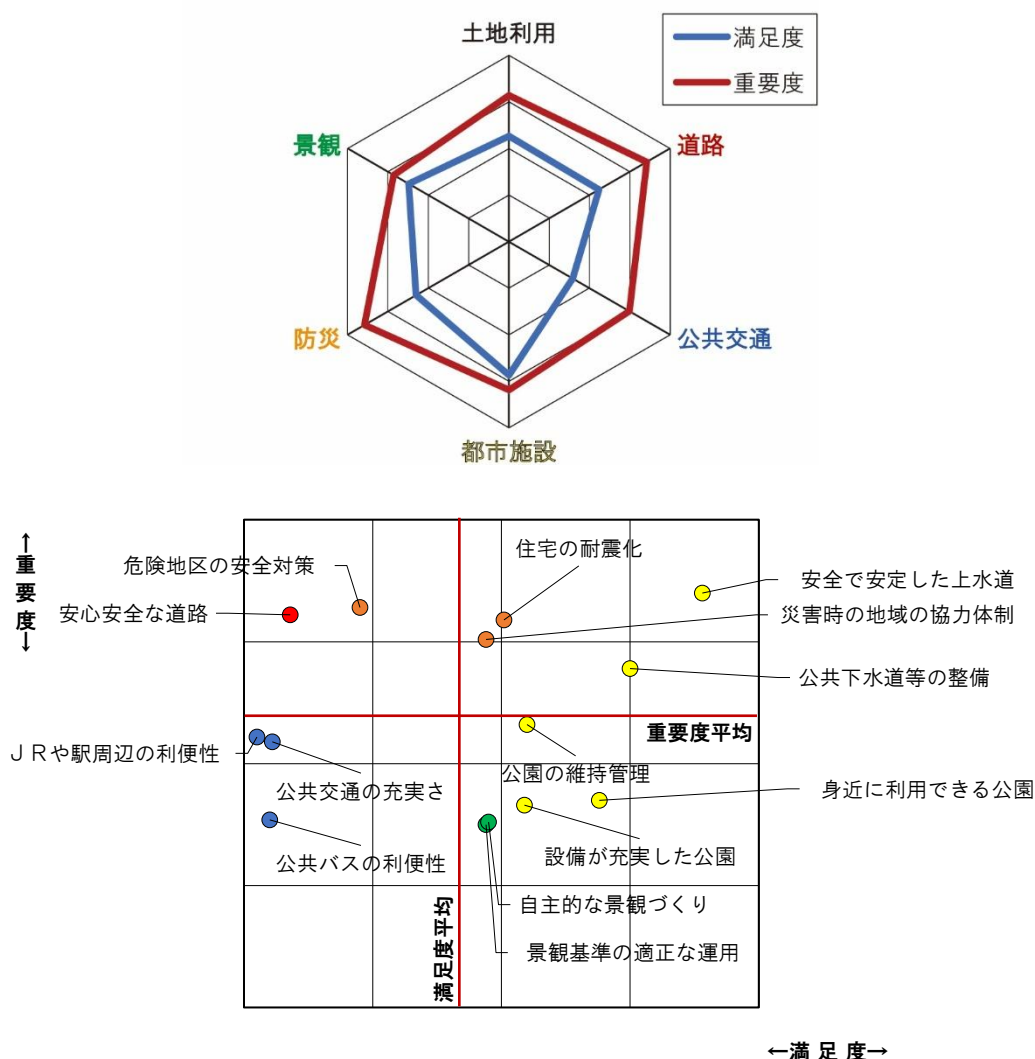 土地利用
満足度
重要度
景観
道路
防災
公共交通
都市施設
←重要度→
住宅の耐震化
危険地区の安全対策
安全で安定した上水道
安心安全な道路
災害時の地域の協力体制
公共下水道等の整備
重要度平均
ＪＲや駅周辺の利便性
公園の維持管理
公共交通の充実さ
身近に利用できる公園
公共バスの利便性
設備が充実した公園
自主的な景観づくり
満足度平均
景観基準の適正な運用
←満足度→